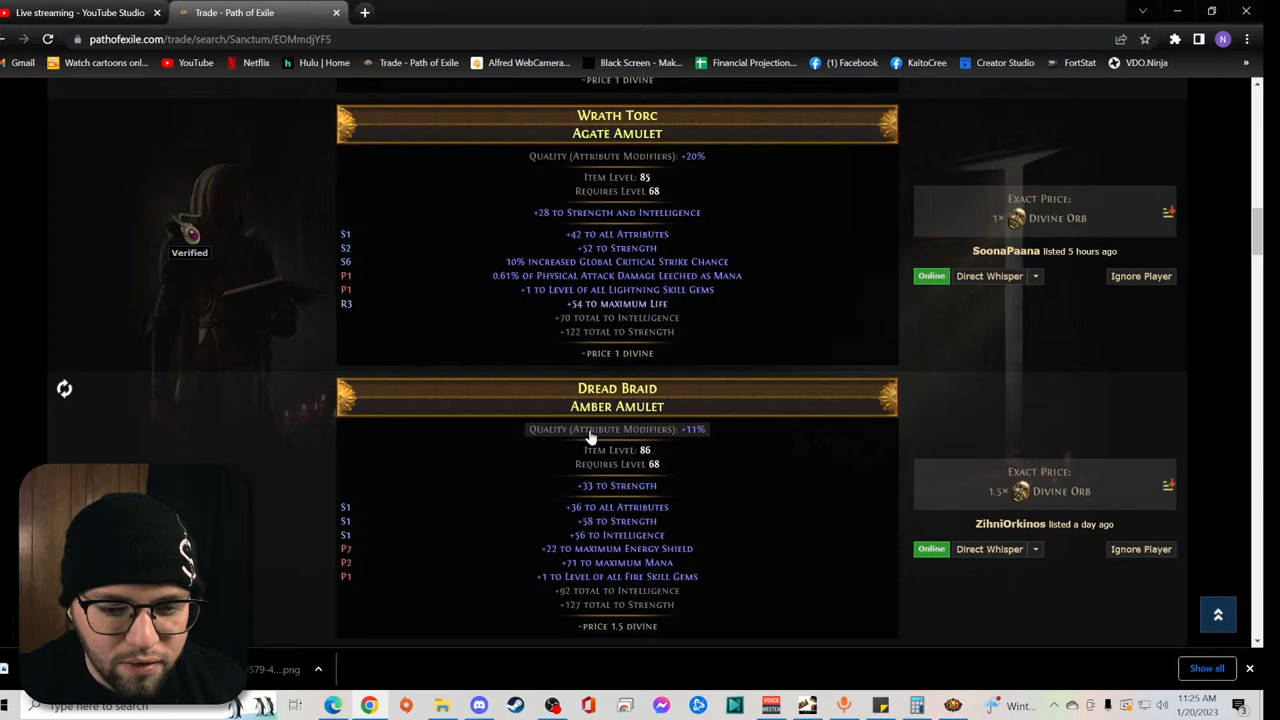 Live streaming - YouTube Studio
Trade - Path of Exile
pathofexile.com/trade/search/Sanctum/EOMmdjYF5
N
Gmail
Watch cartoons onl...
YouTube
Netflix
Hulu | Home
Trade - Path of Exile
Alfred WebCamera...
Black Screen - Mak...
Financial Projection...
(1) Facebook
KaitoCree
Creator Studio
FortStat
VDO.Ninja
»
~price 1 divine
Wrath Torc
Agate Amulet
Quality (Attribute Modifiers): +20%
Item Level: 85
Requires Level 68
+28 to Strength and Intelligence
S1 +42 to all Attributes
S2 +52 to Strength
S6 10% increased Global Critical Strike Chance
P1 0.61% of Physical Attack Damage Leeched as Mana
P1 +1 to Level of all Lightning Skill Gems
R3 +54 to maximum Life
+70 total to Intelligence
+122 total to Strength
~price 1 divine
Verified
Exact Price:
1× Divine Orb
SoonaPaana listed 5 hours ago
Online Direct Whisper Ignore Player
Dread Braid
Amber Amulet
Quality (Attribute Modifiers): +11%
Item Level: 86
Requires Level 68
+33 to Strength
S1 +36 to all Attributes
S1 +58 to Strength
S1 +56 to Intelligence
P7 +22 to maximum Energy Shield
P2 +71 to maximum Mana
P1 +1 to Level of all Fire Skill Gems
+92 total to Intelligence
+127 total to Strength
~price 1.5 divine
Exact Price:
1.5× Divine Orb
ZihniOrkinos listed a day ago
Online Direct Whisper Ignore Player
579-4....png
Show all
Type here to search
VOICE MEETER
Wint...
11:25 AM
1/20/2023